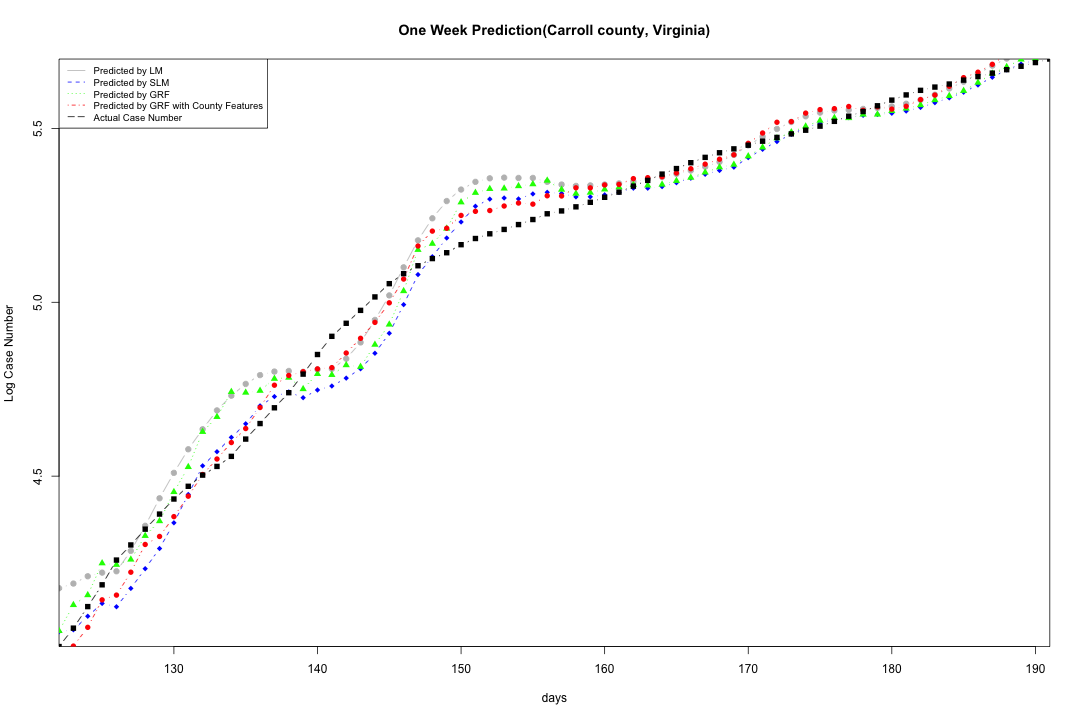 One Week Prediction(Carroll county, Virginia)
Predicted by LM
Predicted by SLM
Predicted by GRF
Predicted by GRF with County Features
Actual Case Number
5.5
5.0
4.5
Log Case Number
130 140 150 160 170 180 190
days